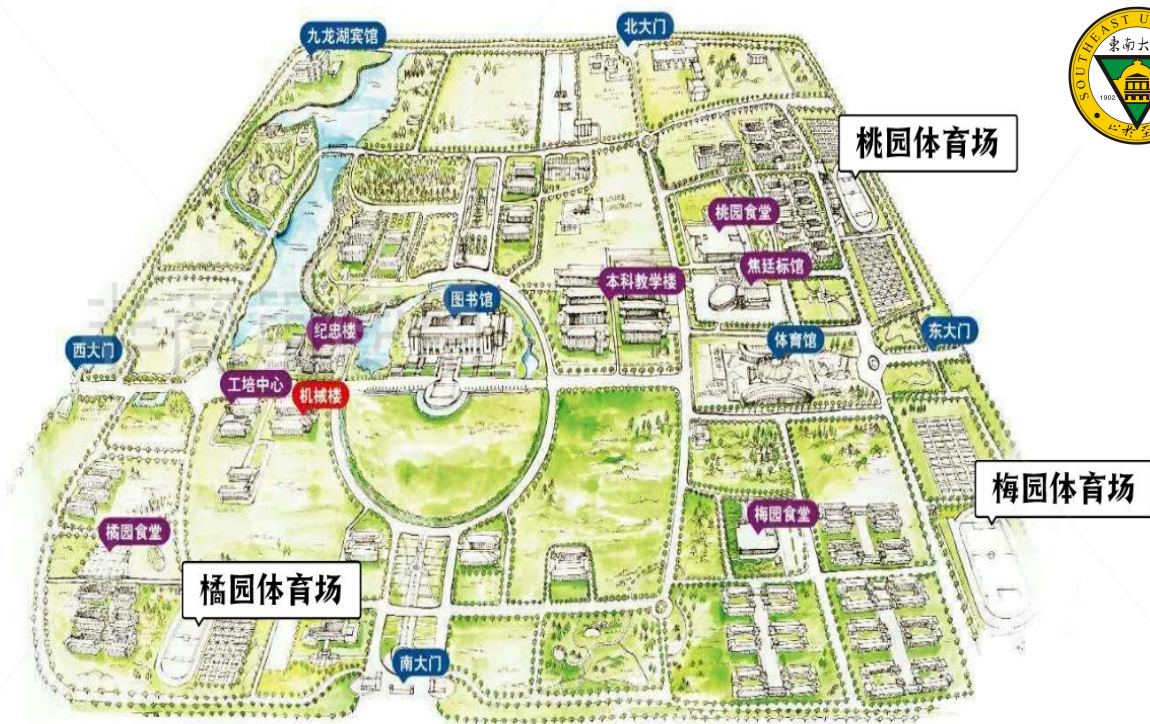 九龙湖宾馆
北大门
SOUTHEAST U
東南大
1902
桃园体育场
桃园食堂
焦廷标馆
本科教学楼
图书馆
纪忠楼
体育馆
东大门
西大门
工培中心
机械楼
梅园体育场
梅园食堂
橘园食堂
橘园体育场
南大门